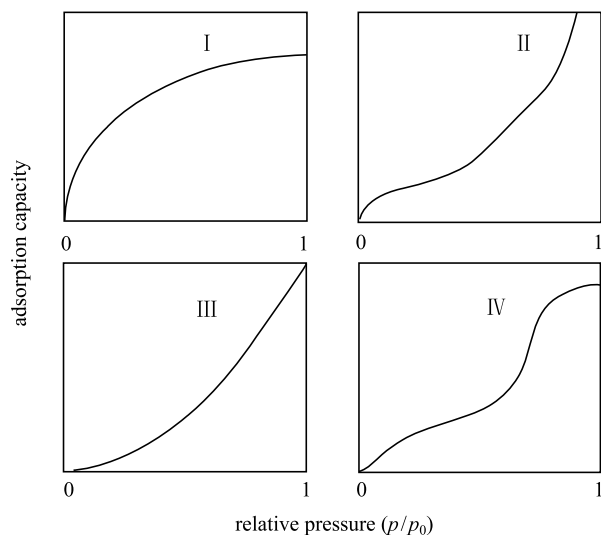 I
II
0
1
0
1
adsorption capacity
III
IV
0
1
0
1
relative pressure (p/p₀)